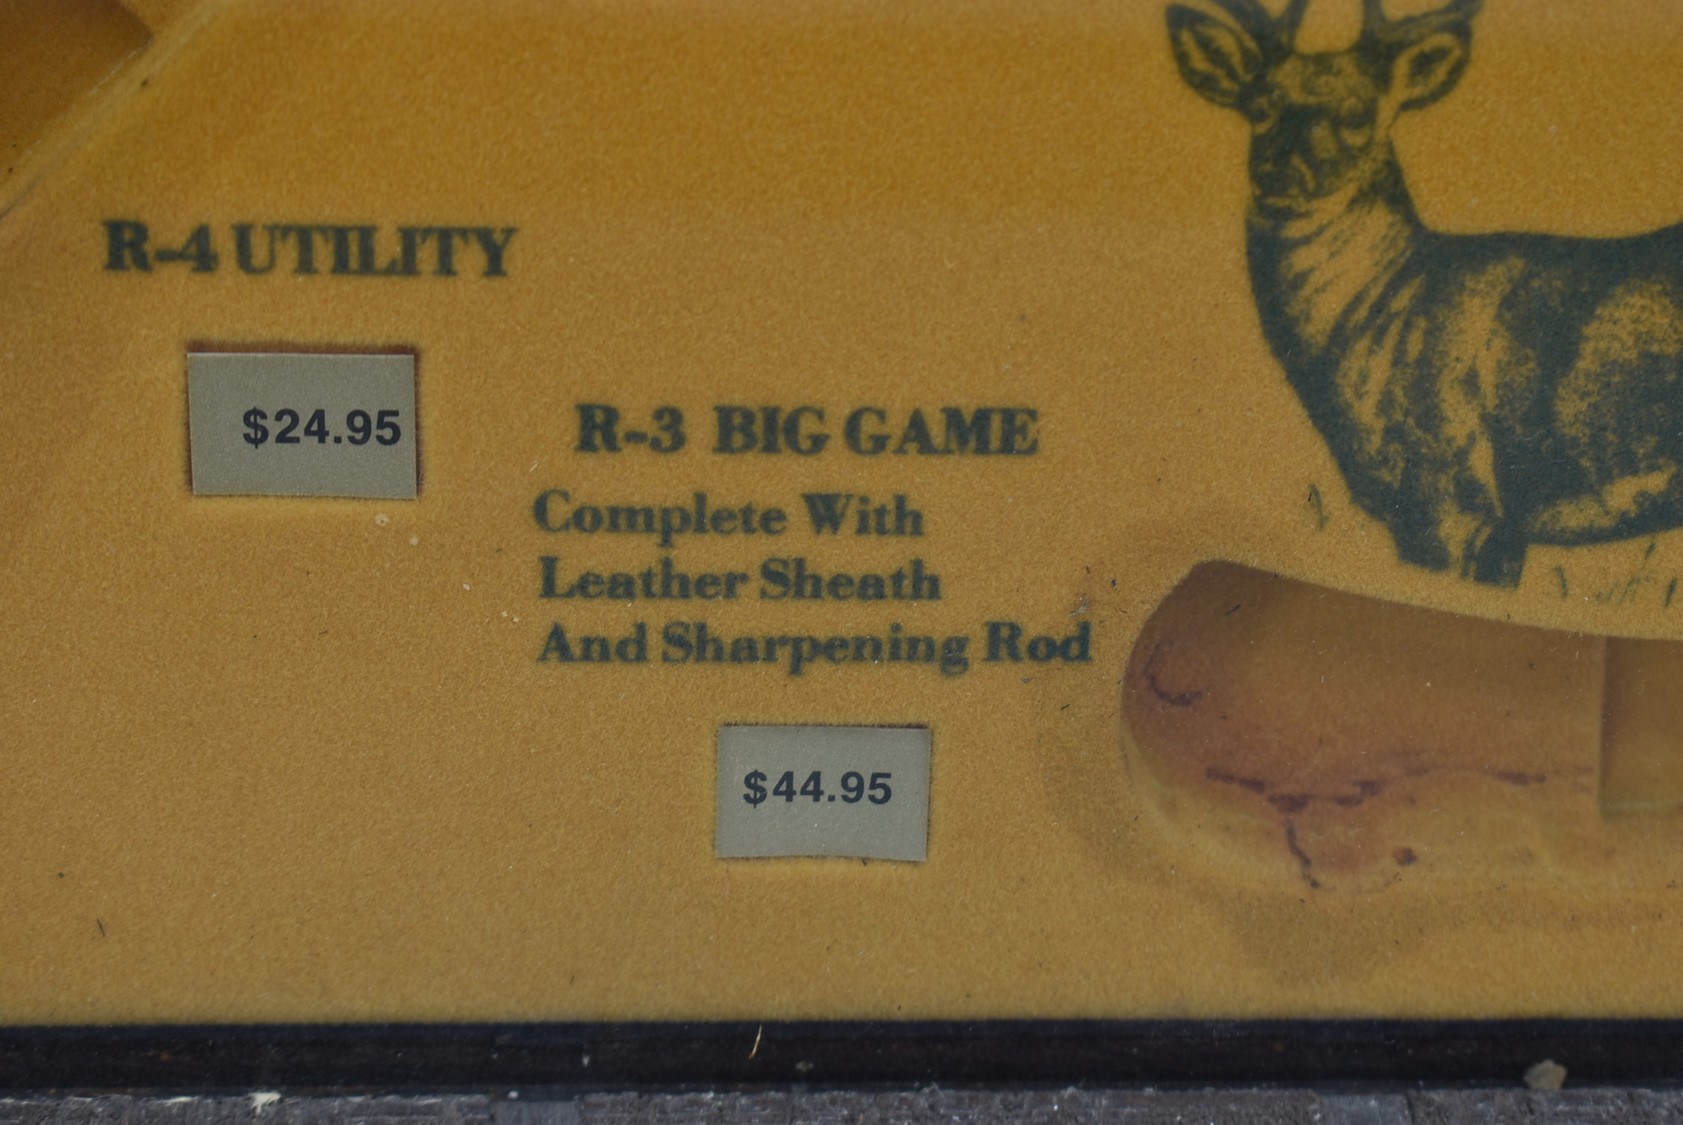 R-4 UTILITY
$24.95
R-3 BIG GAME
Complete With
Leather Sheath
And Sharpening Rod
$44.95